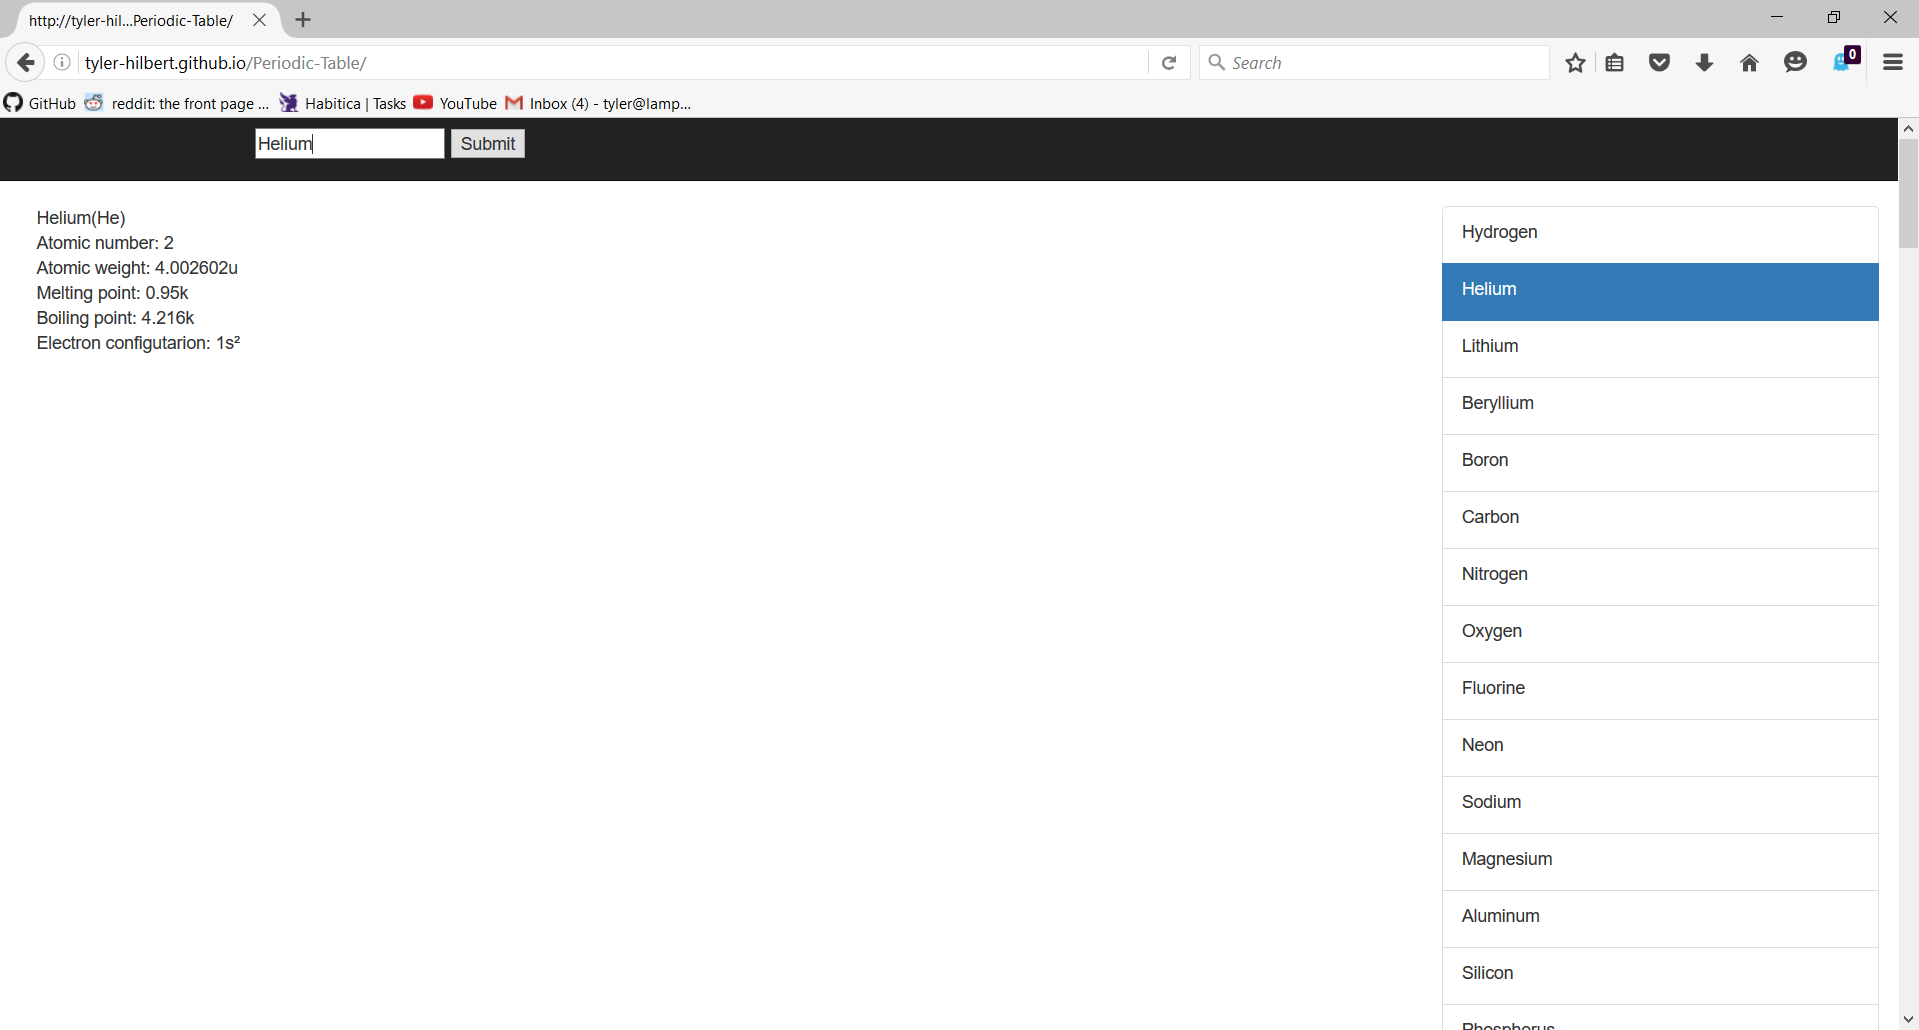 http://tyler-hil...Periodic-Table/
tyler-hilbert.github.io/Periodic-Table/
Search
0
GitHub
reddit: the front page ...
Habitica | Tasks
YouTube
Inbox (4) - tyler@lamp...
Helium
Submit
Helium(He)
Atomic number: 2
Atomic weight: 4.002602u
Melting point: 0.95k
Boiling point: 4.216k
Electron configutarion: 1s²
Hydrogen
Helium
Lithium
Beryllium
Boron
Carbon
Nitrogen
Oxygen
Fluorine
Neon
Sodium
Magnesium
Aluminum
Silicon
Phosphorus